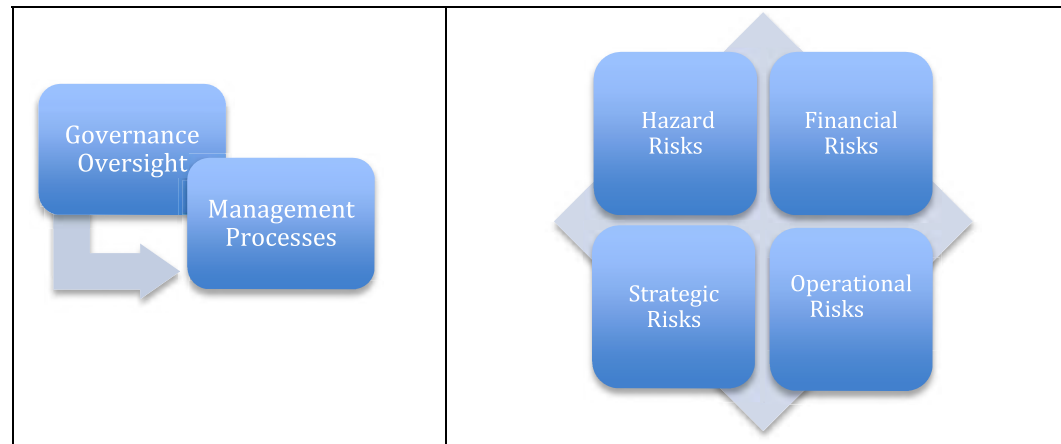 Governance
Oversight
Management
Processes
Hazard
Risks
Financial
Risks
Strategic
Risks
Operational
Risks